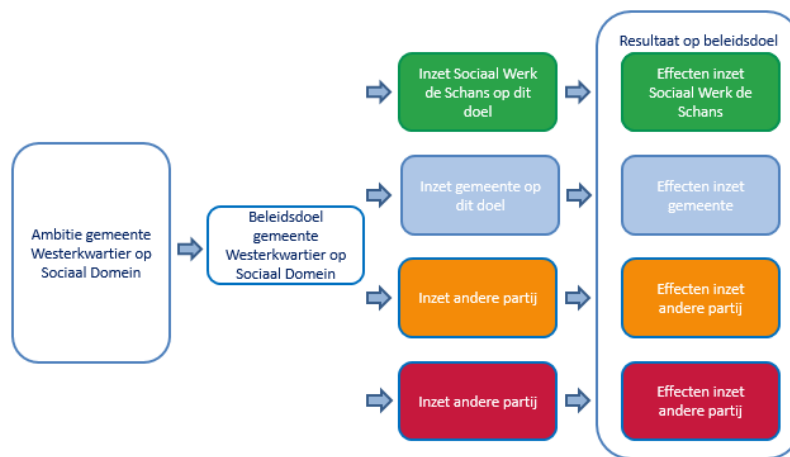 Resultaat op beleidsdoel
Inzet Sociaal Werk
de Schans op dit
doel
Effecten inzet
Sociaal Werk de
Schans
Inzet gemeente op
dit doel
Effecten inzet
gemeente
Ambitie gemeente
Westerkwartier op
Sociaal Domein
Beleidsdoel
gemeente
Westerkwartier op
Sociaal Domein
Inzet andere partij
Effecten inzet
andere partij
Inzet andere partij
Effecten inzet
andere partij